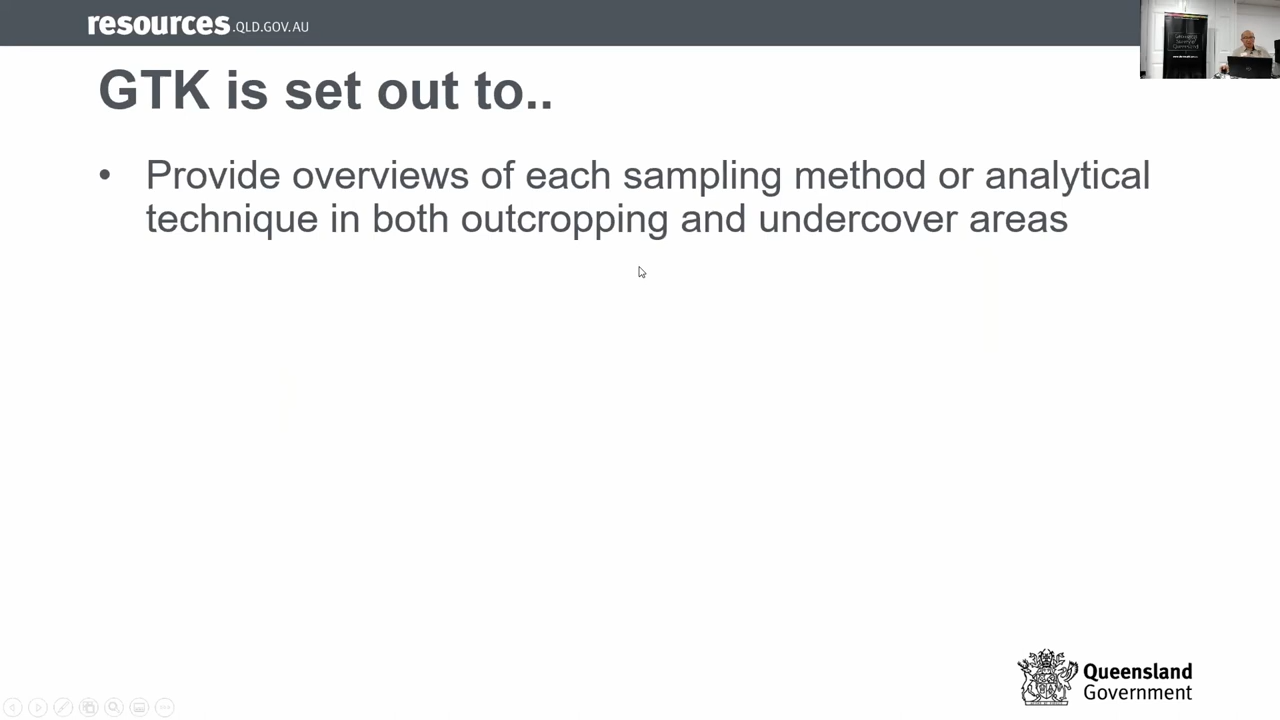 resources.QLD.GOV.AU
GTK is set out to..
• Provide overviews of each sampling method or analytical
technique in both outcropping and undercover areas
Queensland
Government